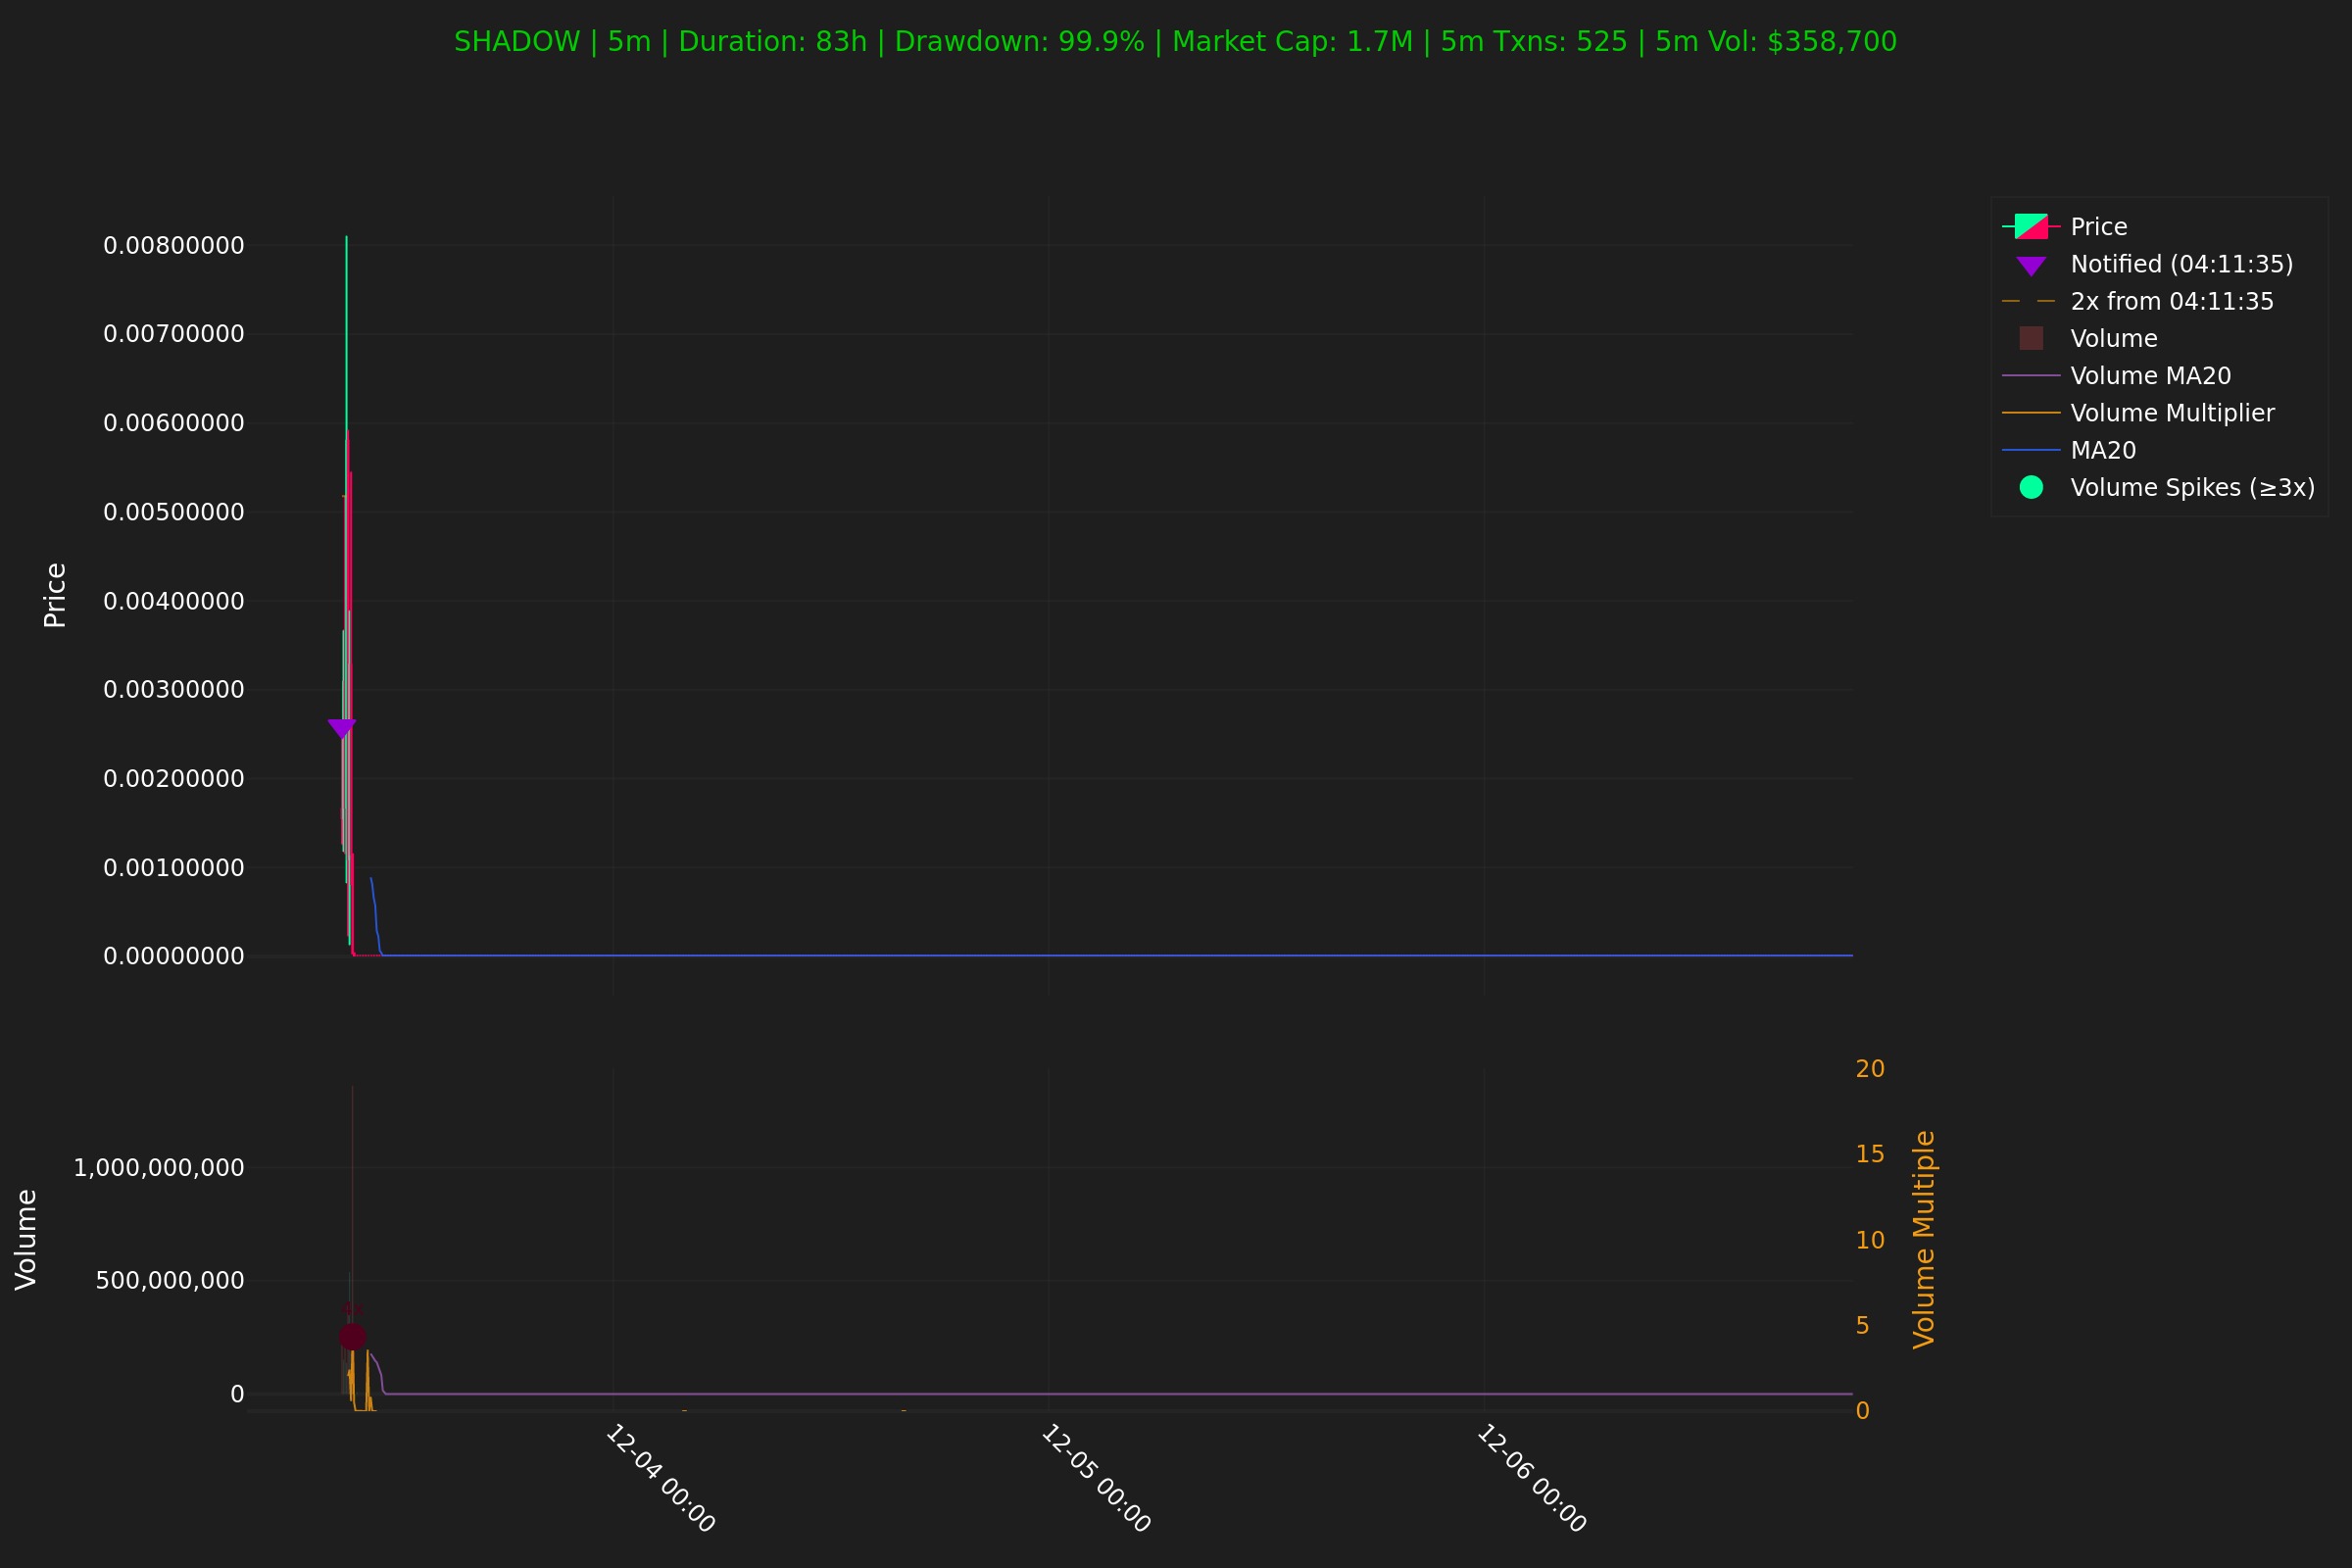 SHADOW | 5m | Duration: 83h | Drawdown: 99.9% | Market Cap: 1.7M | 5m Txns: 525 | 5m Vol: $358,700
Price
0.00800000
0.00700000
0.00600000
0.00500000
0.00400000
0.00300000
0.00200000
0.00100000
0.00000000
Price
Notified (04:11:35)
2x from 04:11:35
Volume
Volume MA20
Volume Multiplier
MA20
Volume Spikes (≥3x)
Volume
1,000,000,000
500,000,000
0
20
15
10
5
0
Volume Multiple
12-04 00:00
12-05 00:00
12-06 00:00